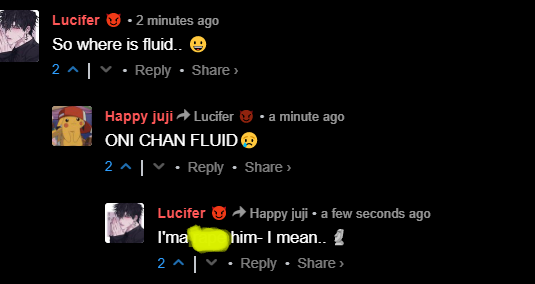 Lucifer 😈 • 2 minutes ago
So where is fluid.. 😀
2 ^ | v • Reply • Share ›
Happy juji → Lucifer 😈 • a minute ago
ONI CHAN FLUID😢
2 ^ | v • Reply • Share ›
Lucifer 😈 → Happy juji • a few seconds ago
I'ma him- I mean.. 🗿
2 ^ | v • Reply • Share ›